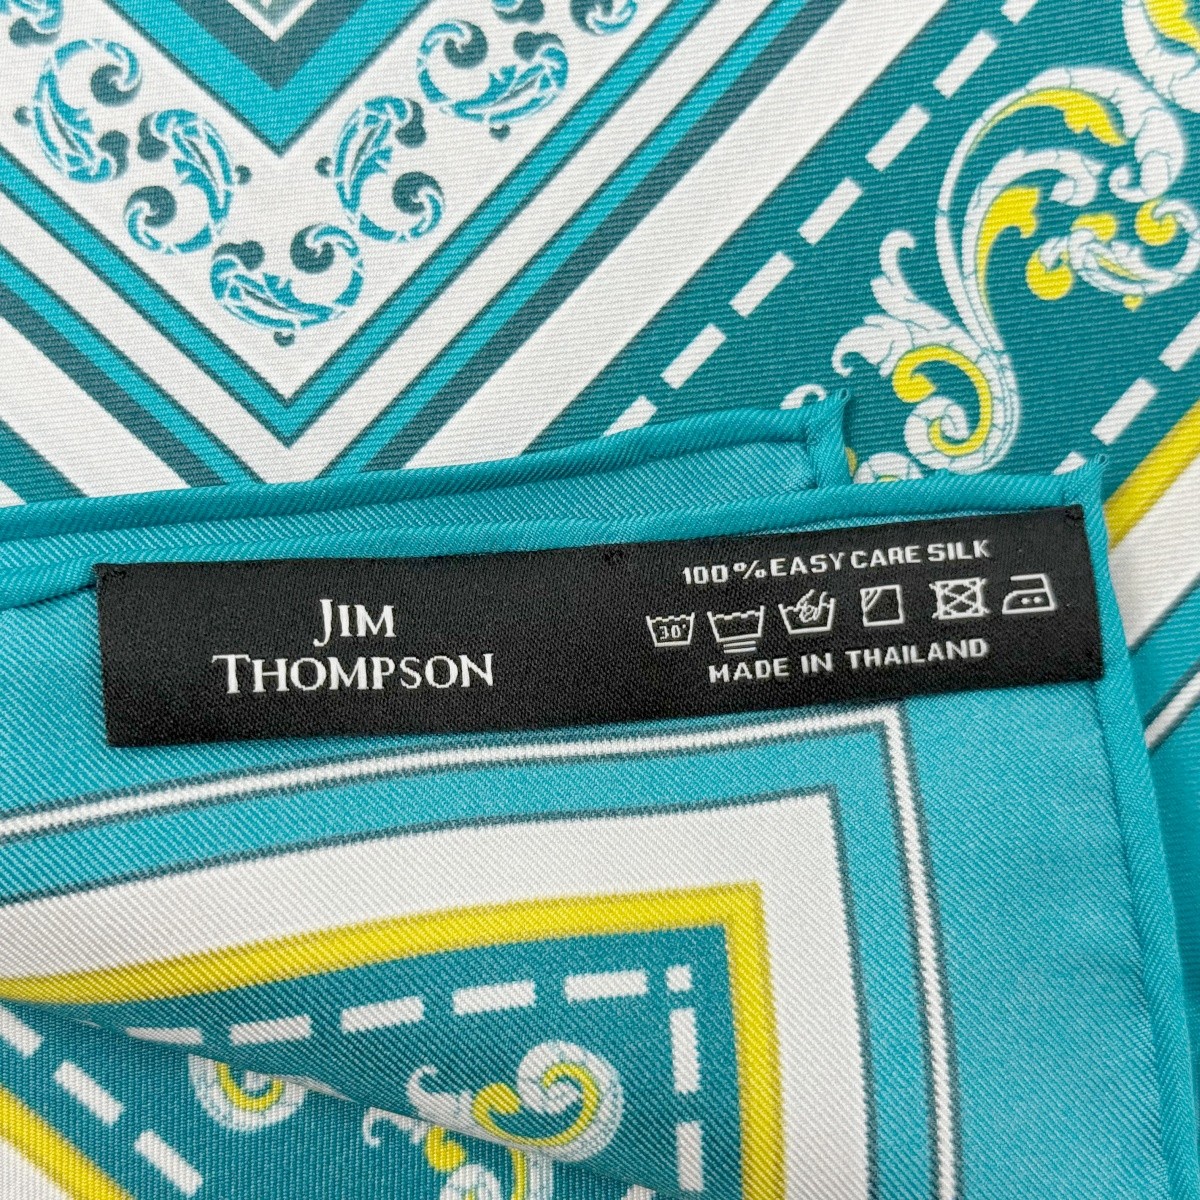 JIM
THOMPSON
100% EASY CARE SILK
30°
MADE IN THAILAND